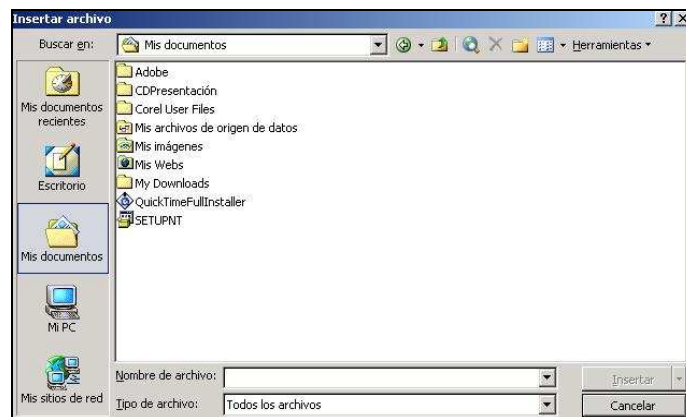 Insertar archivo
Buscar en: Mis documentos Herramientas
Mis documentos recientes
Escritorio
Mis documentos
Mi PC
Mis sitios de red
Adobe
CDPresentación
Corel User Files
Mis archivos de origen de datos
Mis imágenes
Mis Webs
My Downloads
QuickTimeFullInstaller
SETUPNT
Nombre de archivo: Insertar
Tipo de archivo: Todos los archivos Cancelar